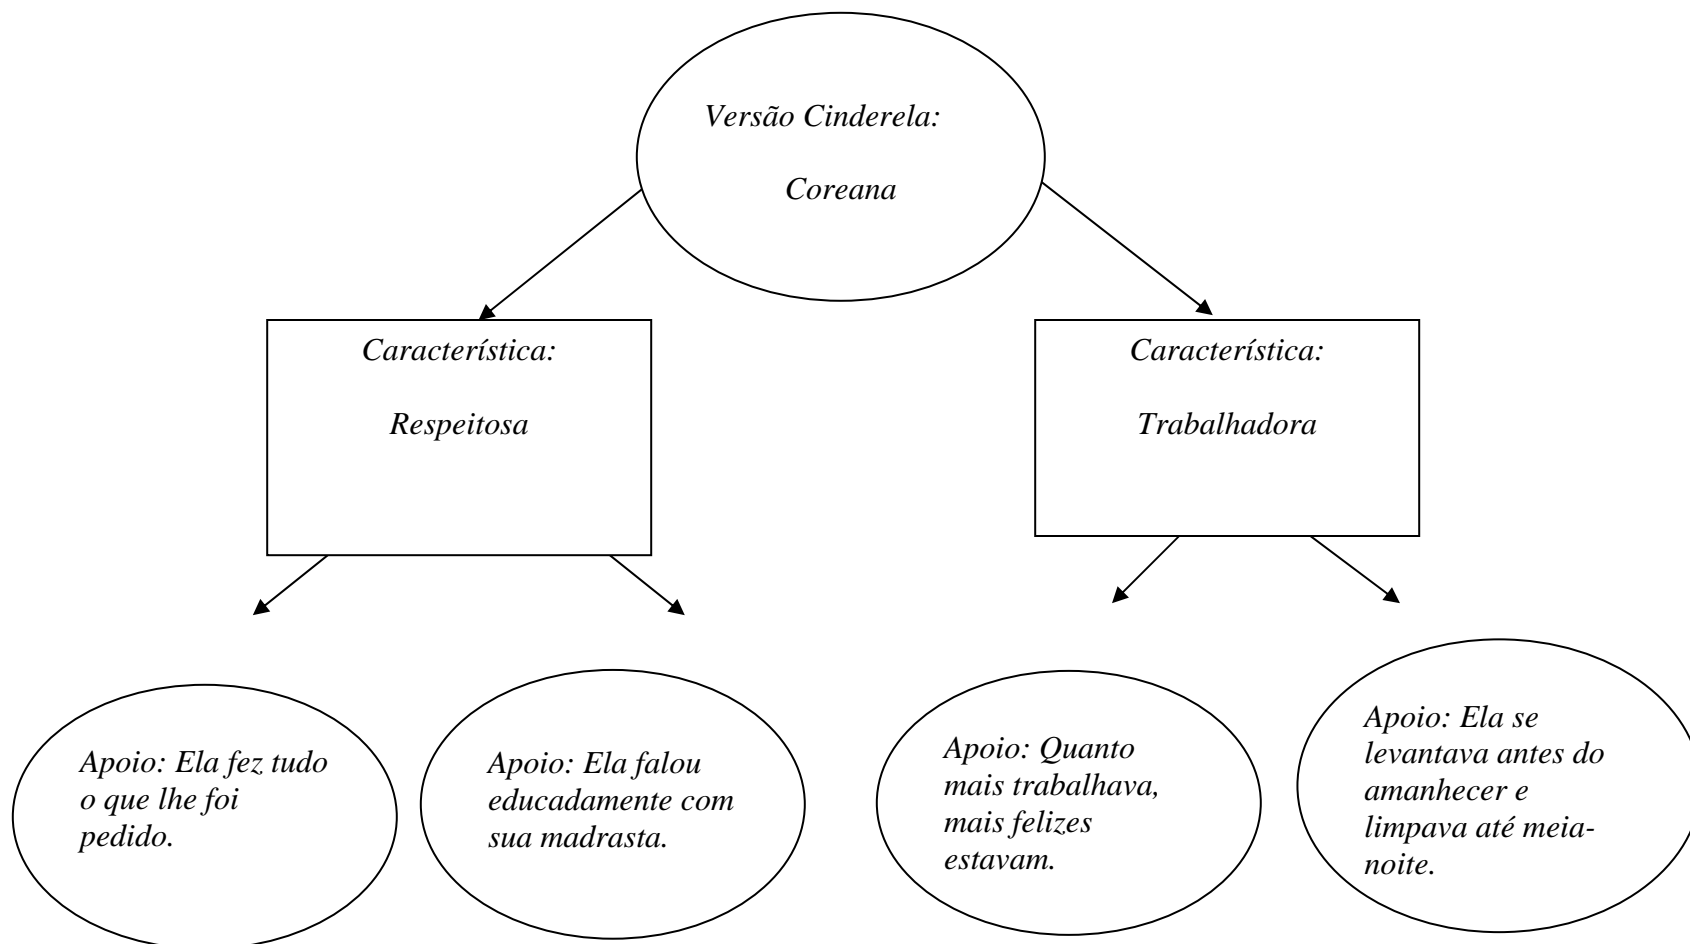 Versão Cinderela:
Coreana
Característica:
Respeitosa
Característica:
Trabalhadora
Apoio: Ela fez tudo
o que lhe foi
pedido.
Apoio: Ela falou
educadamente com
sua madrasta.
Apoio: Quanto
mais trabalhava,
mais felizes
estavam.
Apoio: Ela se
levantava antes do
amanhecer e
limpava até meia-
noite.